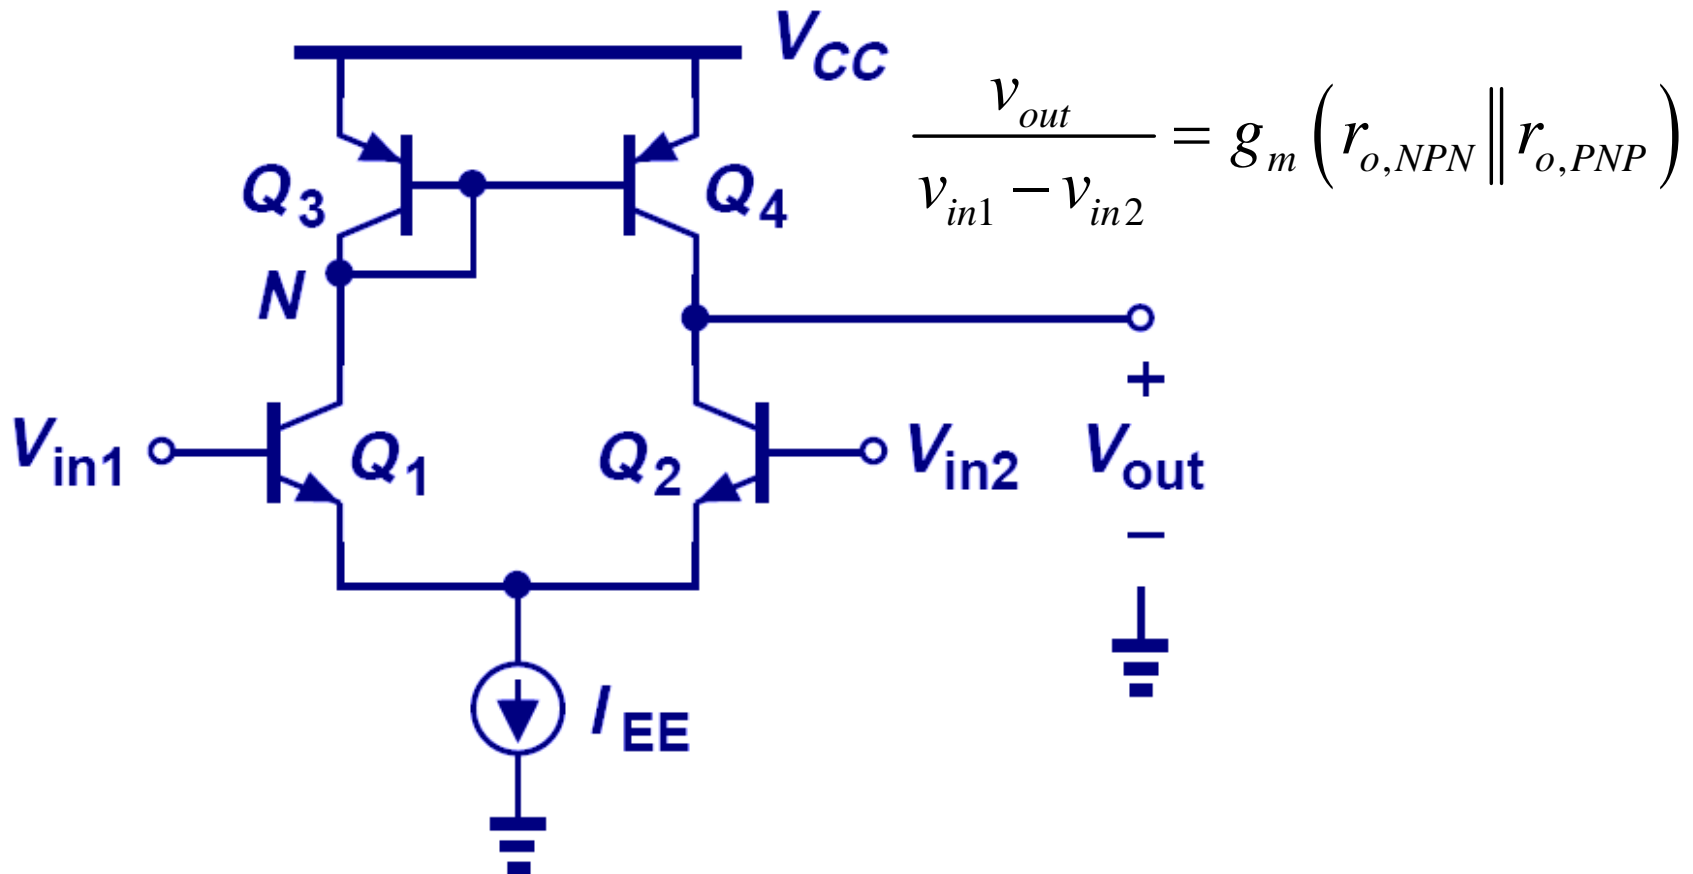 V_CC
v_out / (v_in1 − v_in2) = g_m (r_o,NPN ‖ r_o,PNP)
Q_3
Q_4
N
V_in1
Q_1
Q_2
V_in2
+
V_out
−
I_EE